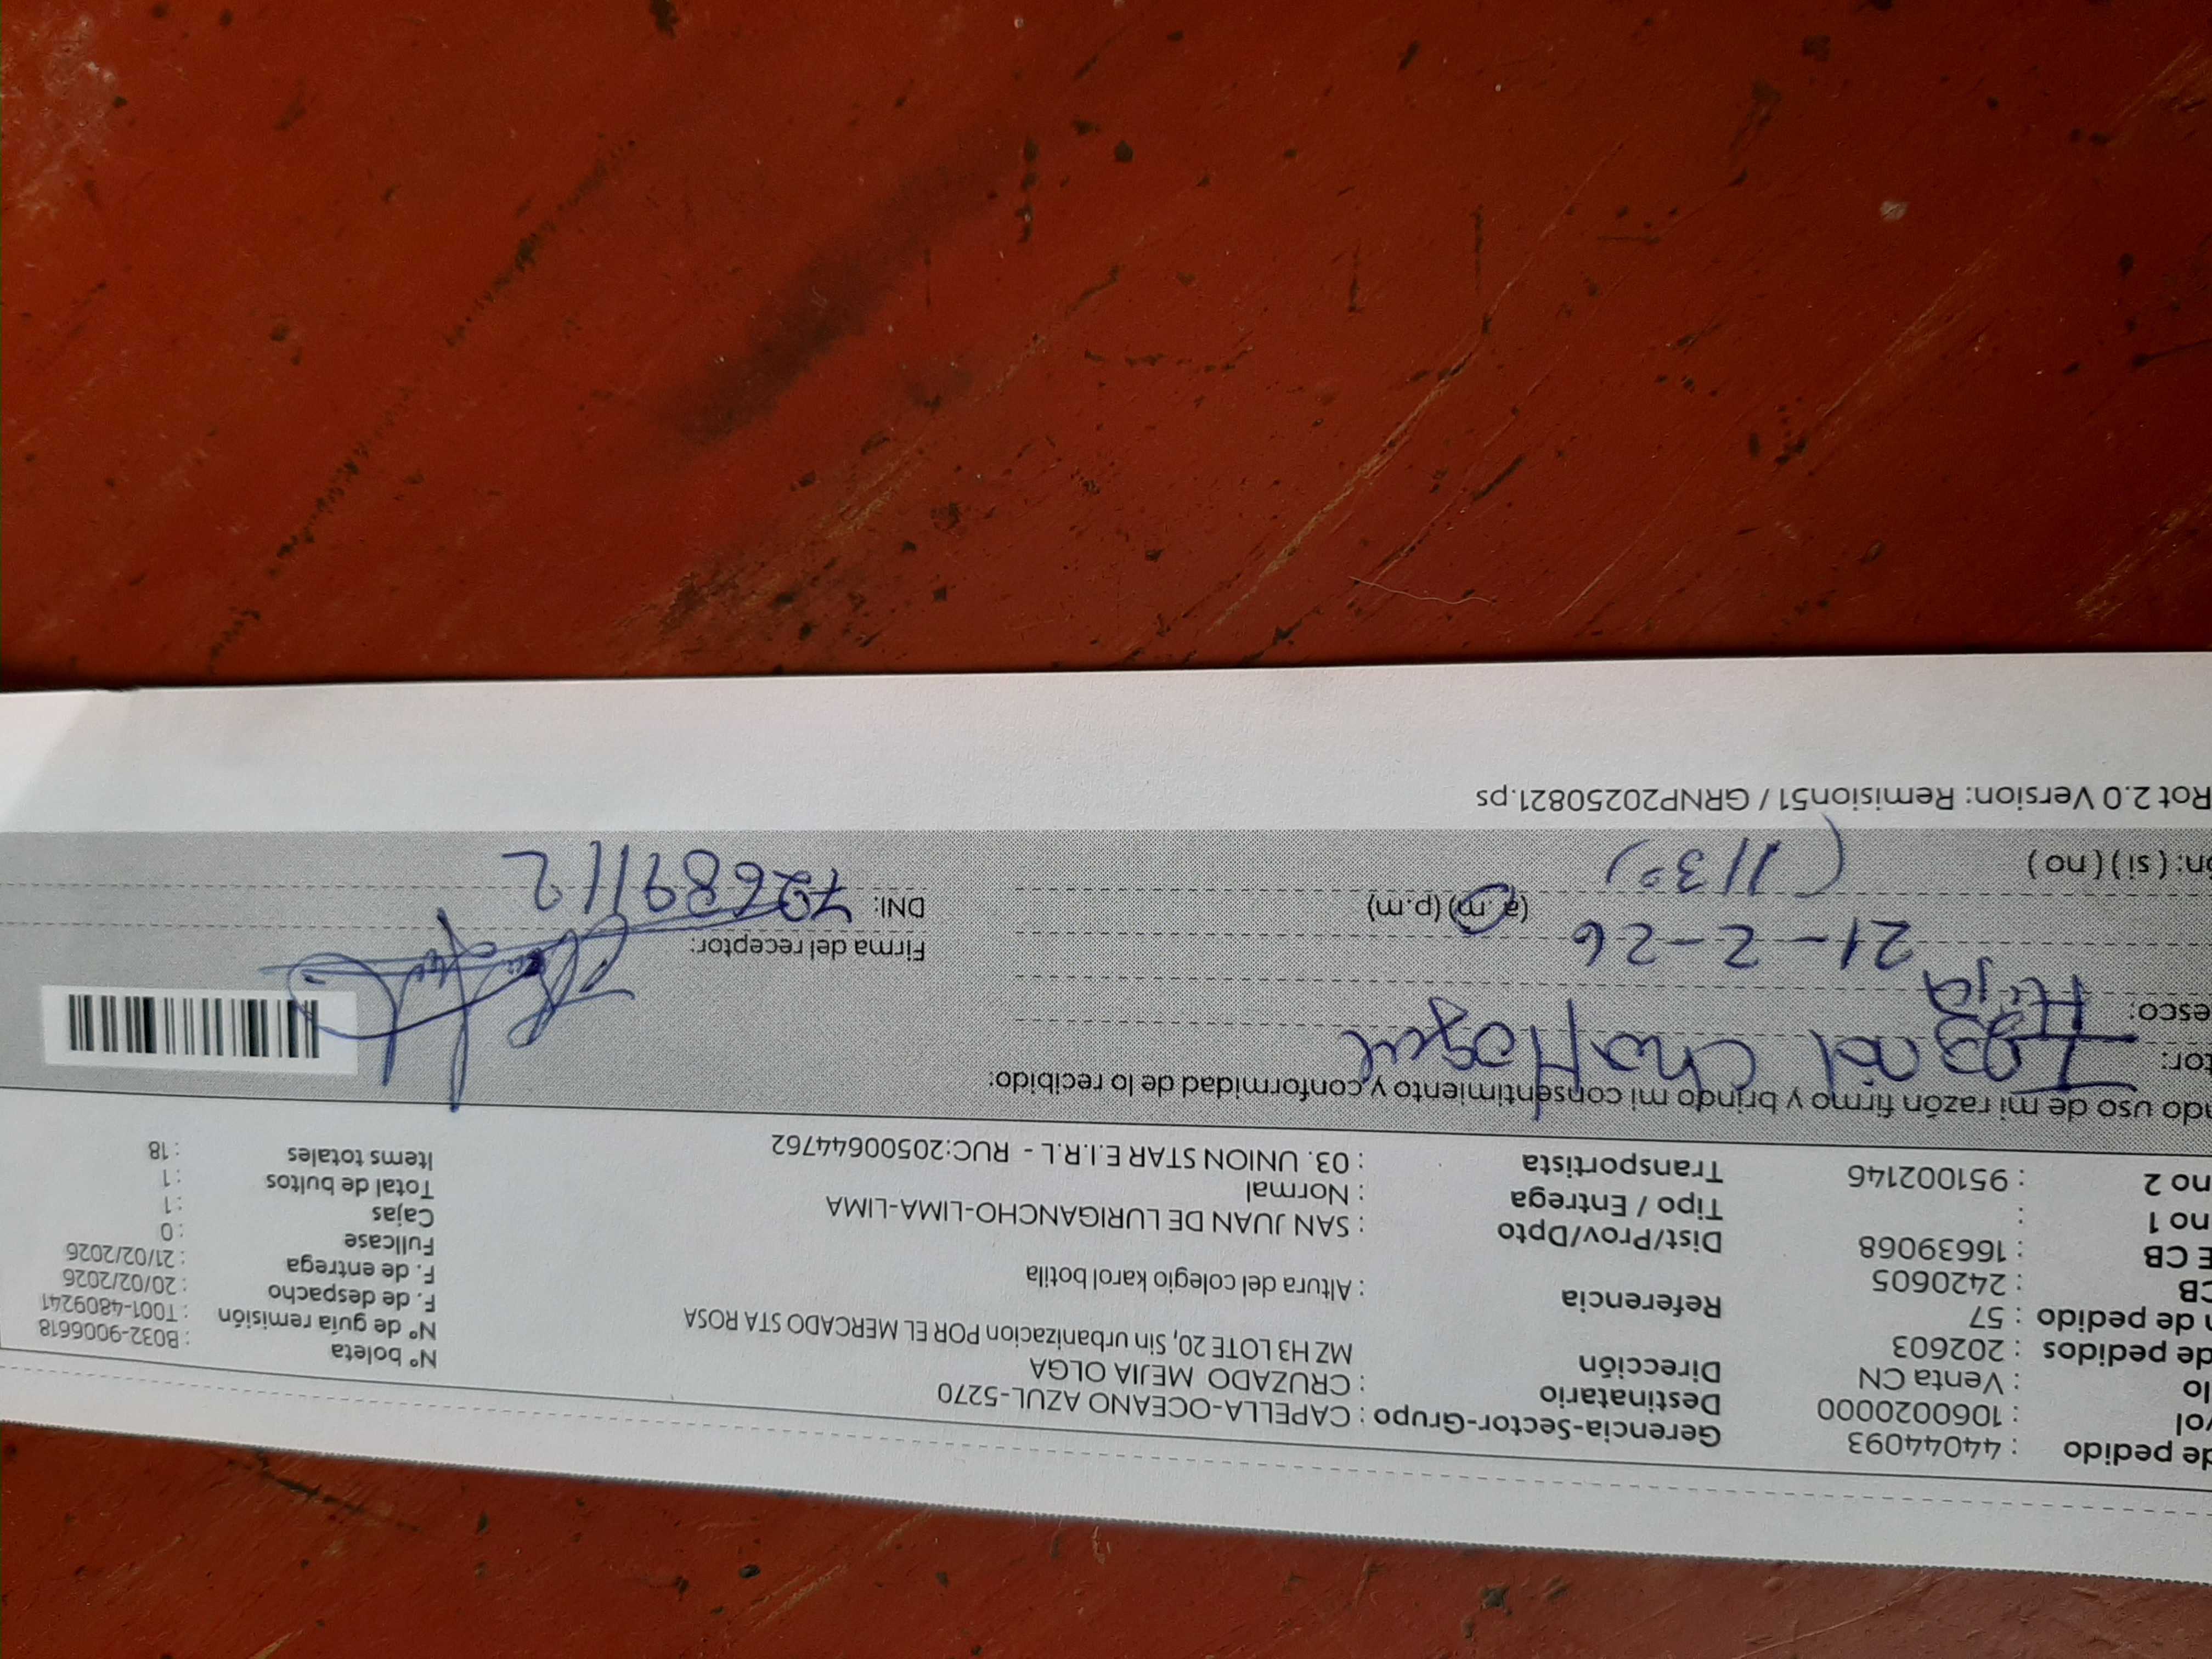 de pedido : 44044093
vol : 1060020000
lo : Venta CN
de pedidos : 202603
n de pedido : 57
CB : 2420605
E CB : 16639068
no 1 :
no 2 : 951002146
Gerencia-Sector-Grupo : CAPELLA-OCEANO AZUL-5270
Destinatario : CRUZADO MEJIA OLGA
Dirección MZ H3 LOTE 20, Sin urbanizacion POR EL MERCADO STA ROSA
Referencia : Altura del colegio karol botila
Dist/Prov/Dpto : SAN JUAN DE LURIGANCHO-LIMA-LIMA
Tipo / Entrega : Normal
Transportista : 03. UNION STAR E.I.R.L - RUC:20500644762
Nº boleta : B032-9006618
Nº de guía remisión : T001-4809241
F. de despacho : 20/02/2026
F. de entrega : 21/02/2026
Fullcase : 0
Cajas : 1
Total de bultos : 1
Items totales : 18
ndo uso de mi razón firmo y brindo mi consentimiento y conformidad de lo recibido:
tor:
esco: Hija
21-2-26 (a.m) (p.m)
ón: ( si ) ( no ) (1130)
Firma del receptor:
DNI: 72689112
Rot 2.0 Version: Remision51 / GRNP20250821.ps